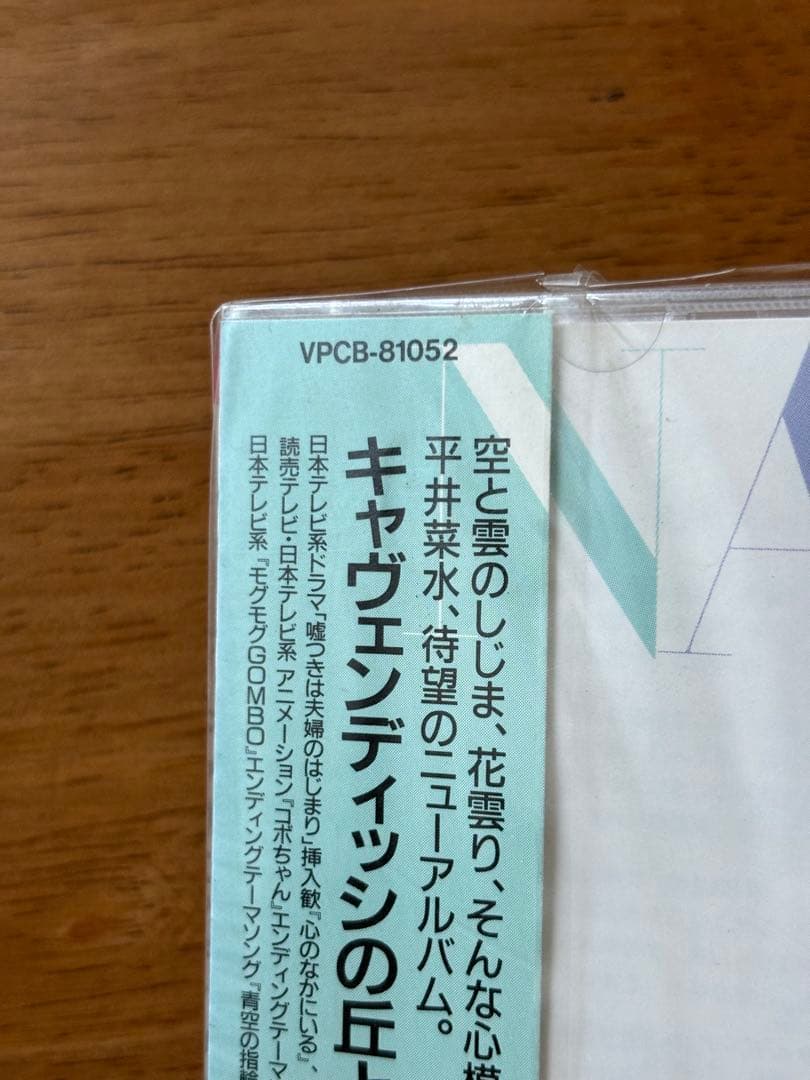 VPCB-81052
空と雲のしじま、花曇り、そんな心模
平井菜水、待望のニューアルバム。
キャヴェンディッシの丘
日本テレビ系ドラマ「嘘つきは夫婦のはじまり」挿入歓『心のなかにいる』、
読売テレビ・日本テレビ系 アニメーション『コボちゃん』エンディングテーマ
日本テレビ系『モグモグGOMBO』エンディングテーマソング『青空の指輪
NA